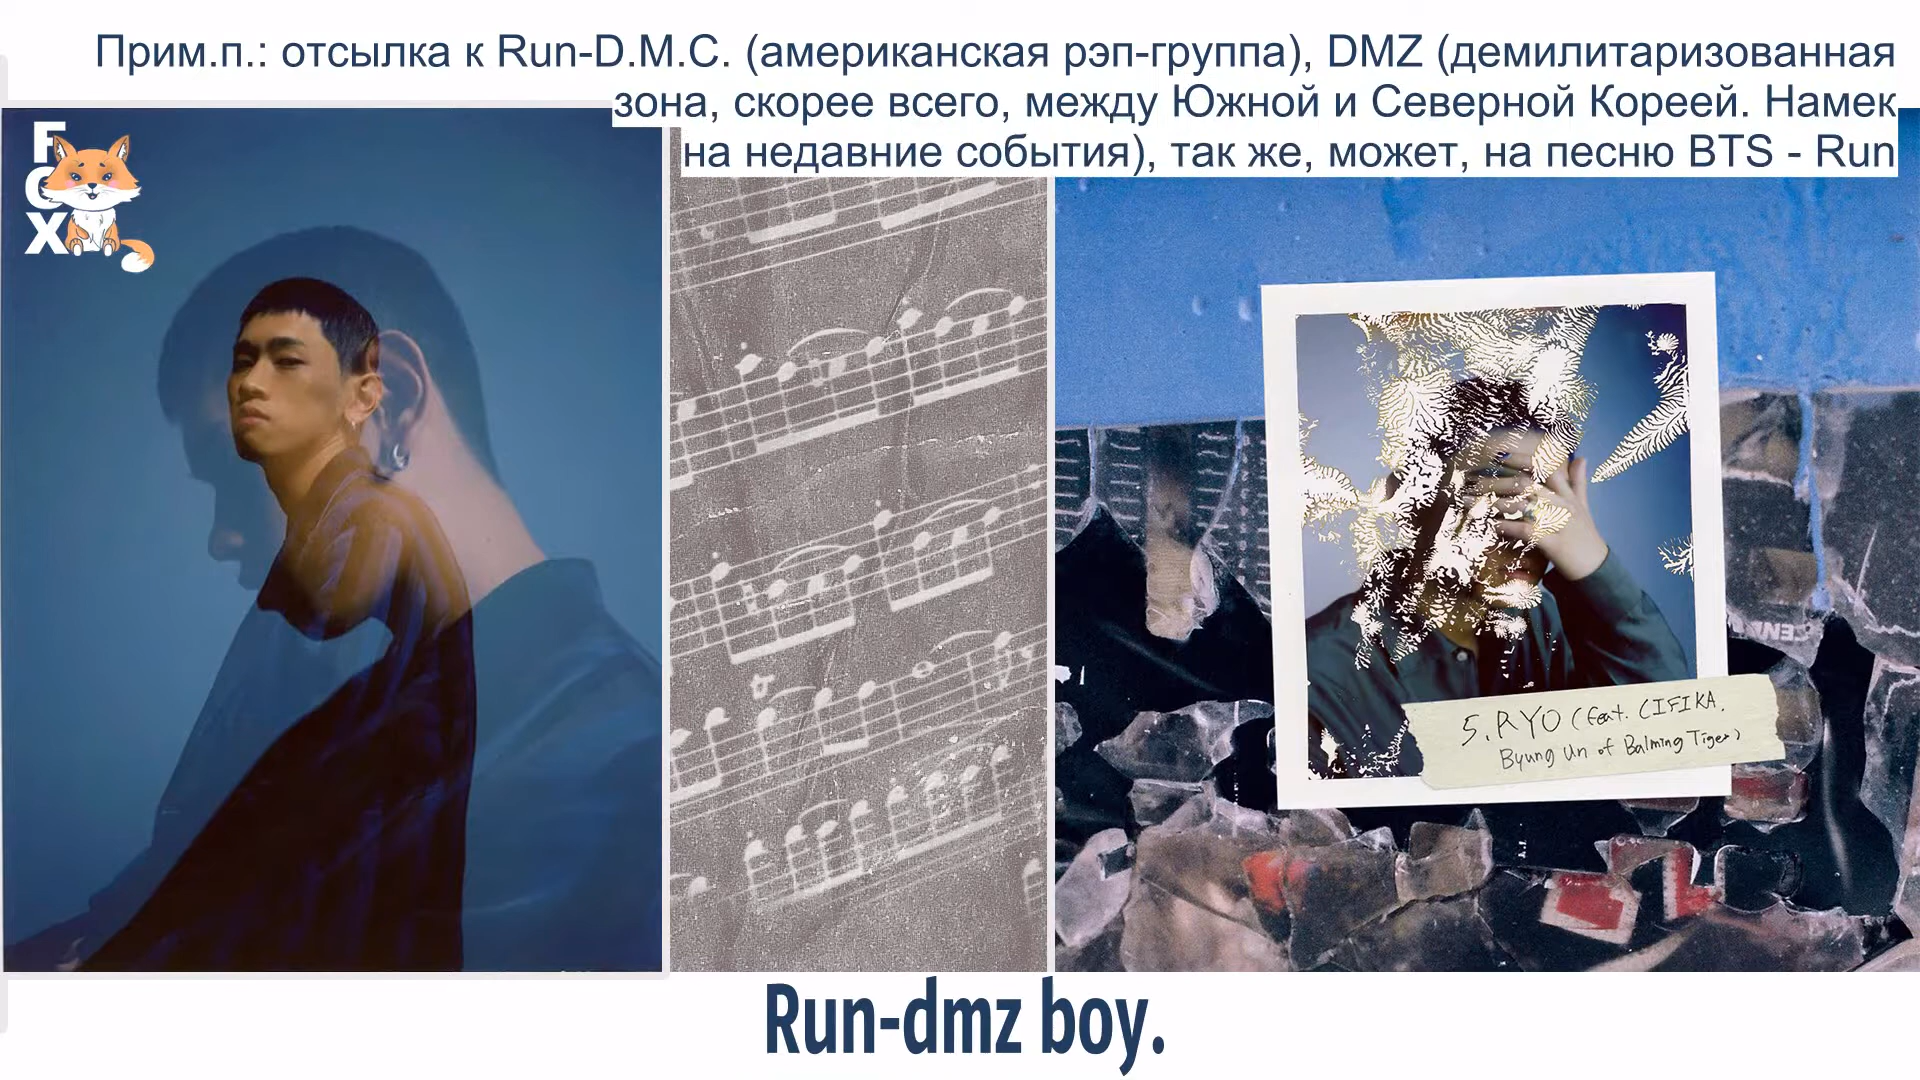 Прим.п.: отсылка к Run-D.M.C. (американская рэп-группа), DMZ (демилитаризованная
зона, скорее всего, между Южной и Северной Кореей. Намек
на недавние события), так же, может, на песню BTS - Run
FOX
5. RYO (feat. CIFIKA,
Byung Un of Balming Tiger)
Run-dmz boy.